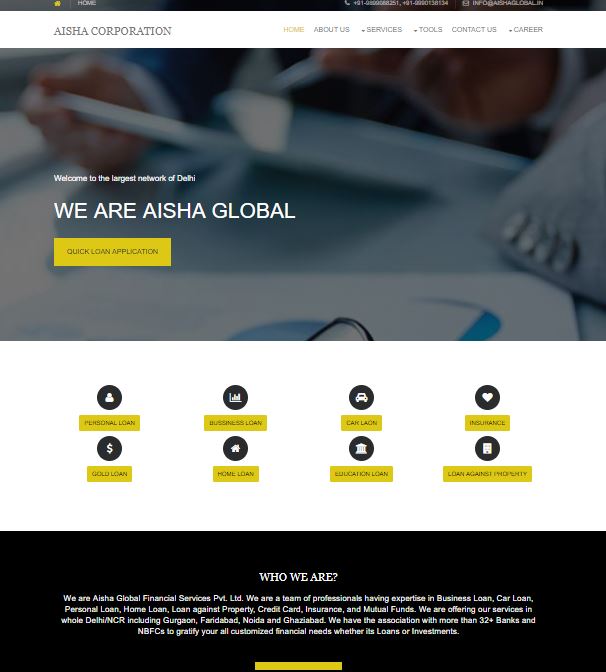 HOME +91-9899088251, +91-9990138134 INFO@AISHAGLOBAL.IN
AISHA CORPORATION HOME ABOUT US SERVICES TOOLS CONTACT US CAREER
Welcome to the largest network of Delhi
WE ARE AISHA GLOBAL
QUICK LOAN APPLICATION
PERSONAL LOAN BUSSINESS LOAN CAR LAON INSURANCE
GOLD LOAN HOME LOAN EDUCATION LOAN LOAN AGAINST PROPERTY
WHO WE ARE?
We are Aisha Global Financial Services Pvt. Ltd. We are a team of professionals having expertise in Business Loan, Car Loan,
Personal Loan, Home Loan, Loan against Property, Credit Card, Insurance, and Mutual Funds. We are offering our services in
whole Delhi/NCR including Gurgaon, Faridabad, Noida and Ghaziabad. We have the association with more than 32+ Banks and
NBFCs to gratify your all customized financial needs whether its Loans or Investments.